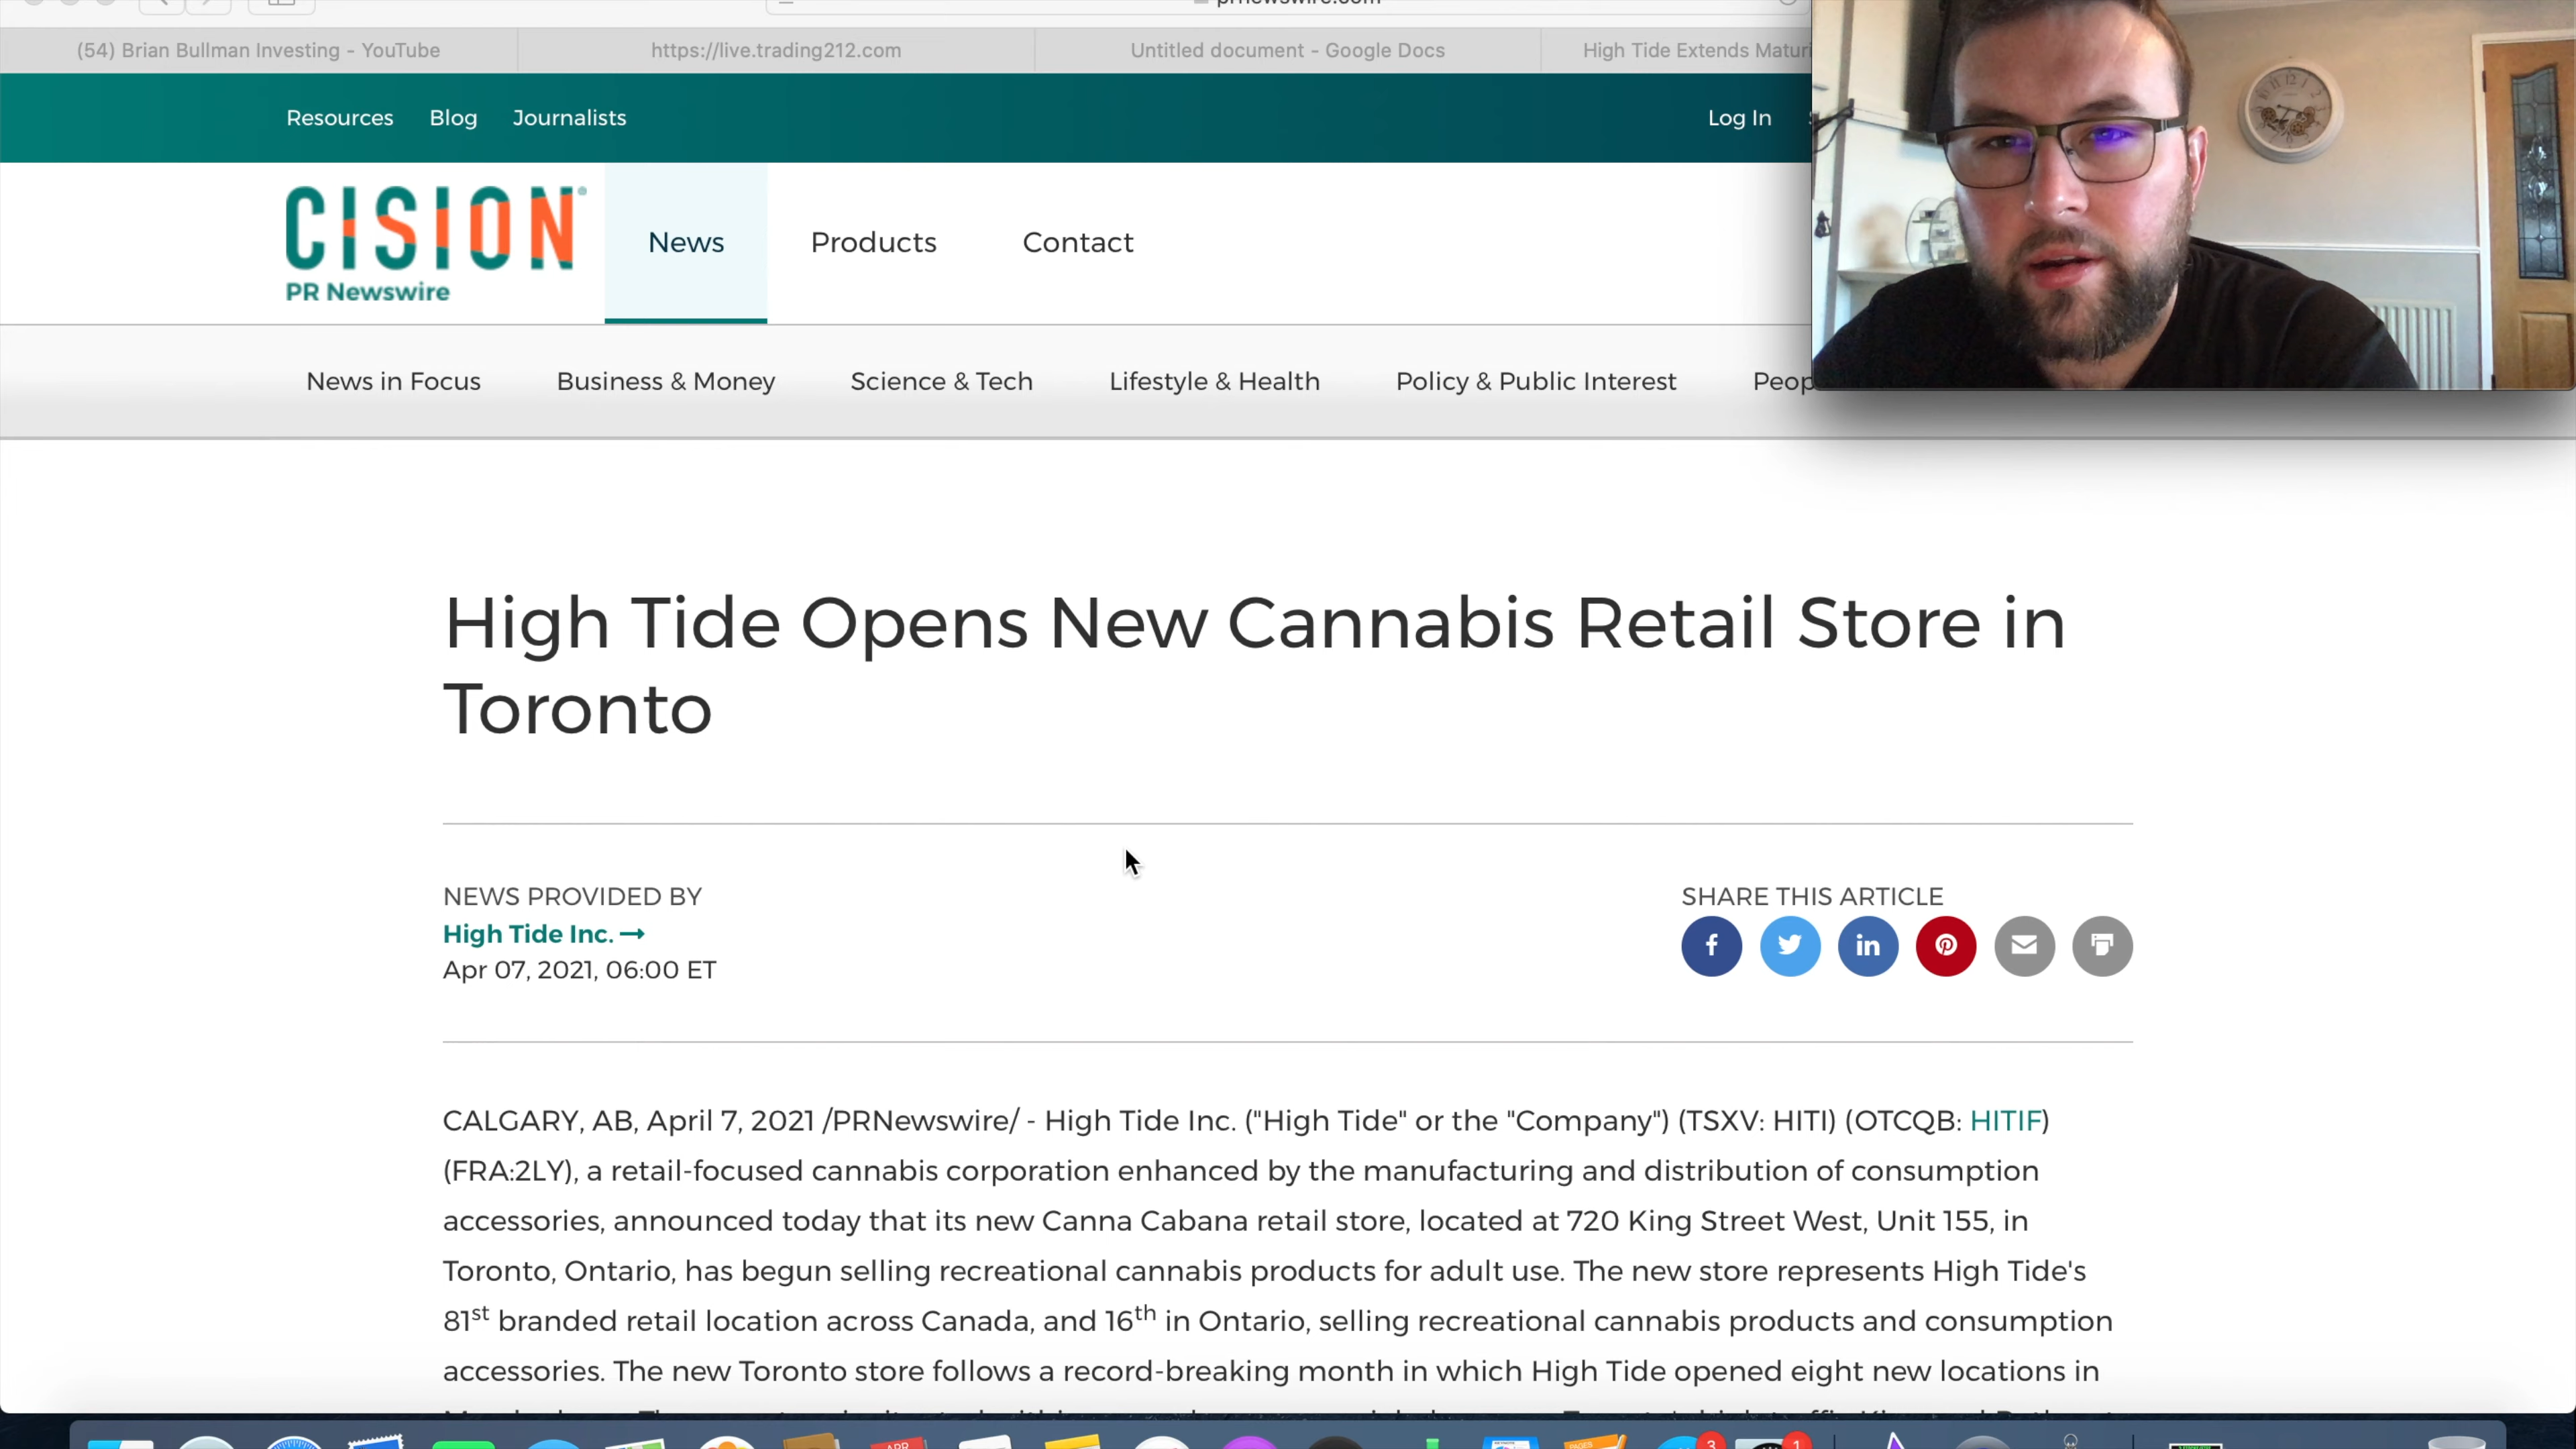 prnewswire.com
(54) Brian Bullman Investing - YouTube
https://live.trading212.com
Untitled document - Google Docs
High Tide Extends Maturi
Resources
Blog
Journalists
Log In
CISION
PR Newswire
News
Products
Contact
News in Focus
Business & Money
Science & Tech
Lifestyle & Health
Policy & Public Interest
Peop
High Tide Opens New Cannabis Retail Store in
Toronto
NEWS PROVIDED BY
High Tide Inc. →
Apr 07, 2021, 06:00 ET
SHARE THIS ARTICLE
CALGARY, AB, April 7, 2021 /PRNewswire/ - High Tide Inc. ("High Tide" or the "Company") (TSXV: HITI) (OTCQB: HITIF)
(FRA:2LY), a retail-focused cannabis corporation enhanced by the manufacturing and distribution of consumption
accessories, announced today that its new Canna Cabana retail store, located at 720 King Street West, Unit 155, in
Toronto, Ontario, has begun selling recreational cannabis products for adult use. The new store represents High Tide's
81st branded retail location across Canada, and 16th in Ontario, selling recreational cannabis products and consumption
accessories. The new Toronto store follows a record-breaking month in which High Tide opened eight new locations in
APR
PAGES
3
1